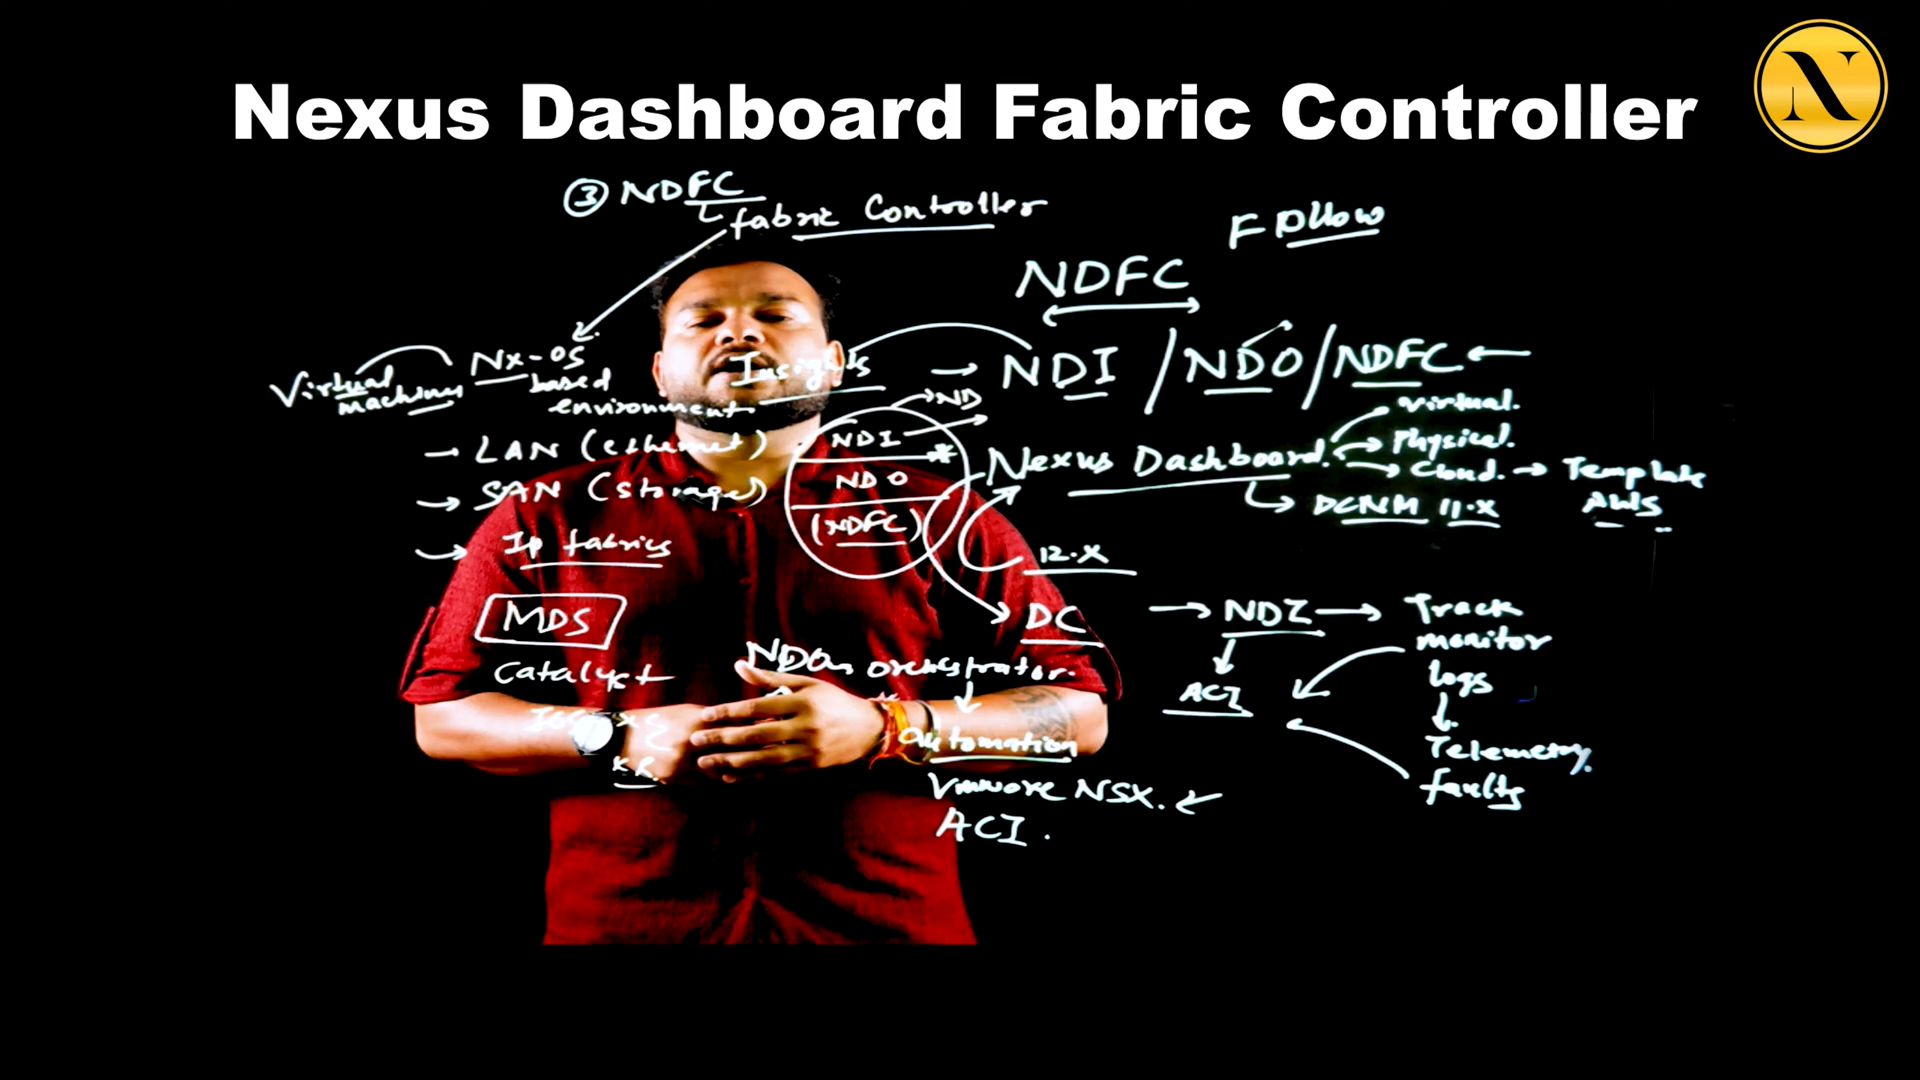 N
Nexus Dashboard Fabric Controller
③ NDFC
fabric Controller
Follow
NDFC
NX-OS
based
environment
Virtual
machines
Insights
NDI / NDO / NDFC
ND
NDI
NDO
(NDFC)
LAN (ethernet)
SAN (storage)
IP fabrics
MDS
Catalyst
Nexus Dashboard.
Virtual.
Physical.
Cloud. → Template
AWS
DCNM 11.x
12.X
DC
NDI → Track
monitor
logs
Telemetry.
faults
ACI
orchestrator.
automation
Vmware NSX.
ACI.
XR